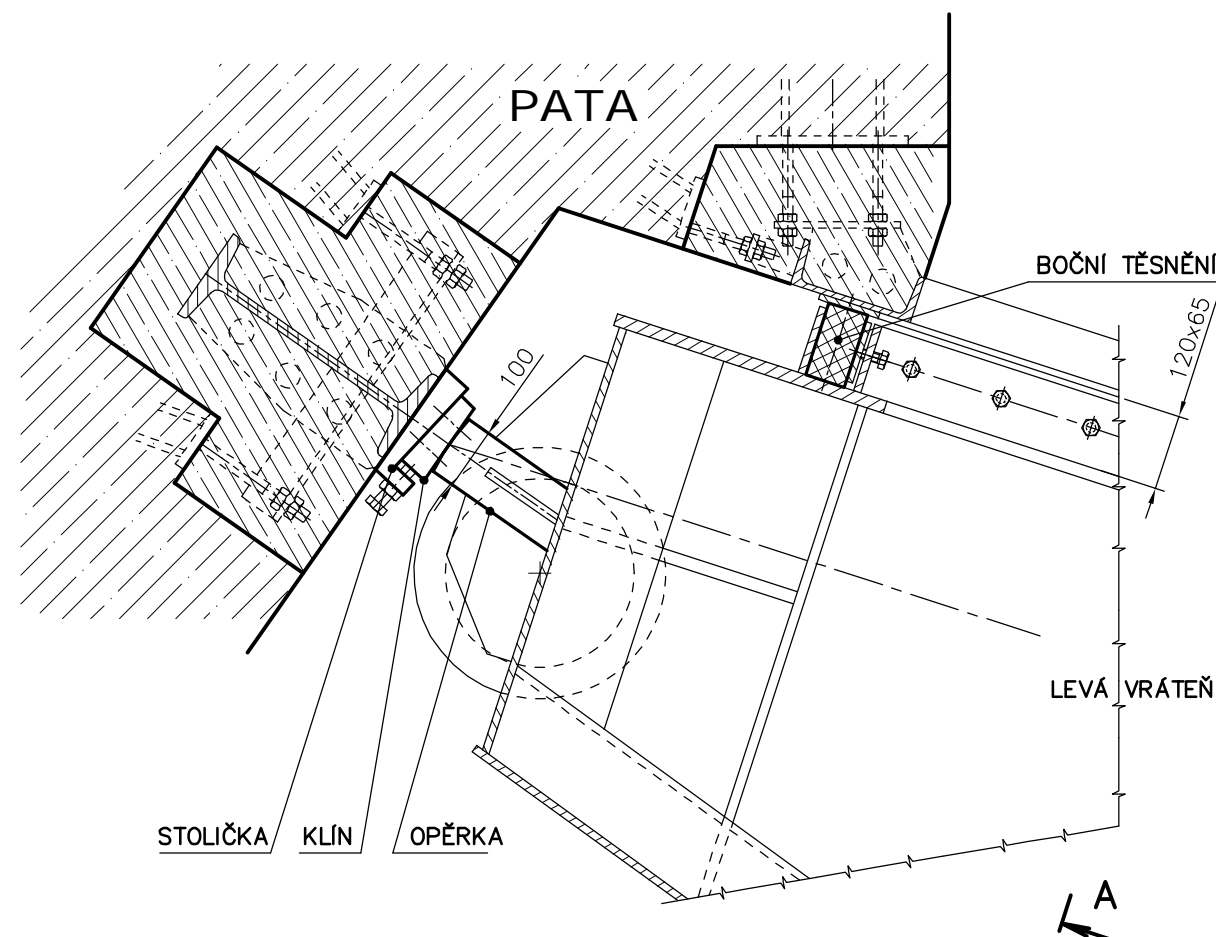 PATA
BOČNÍ TĚSNĚNÍ
100
120x65
LEVÁ VRÁTEŇ
STOLIČKA
KLÍN
OPĚRKA
A